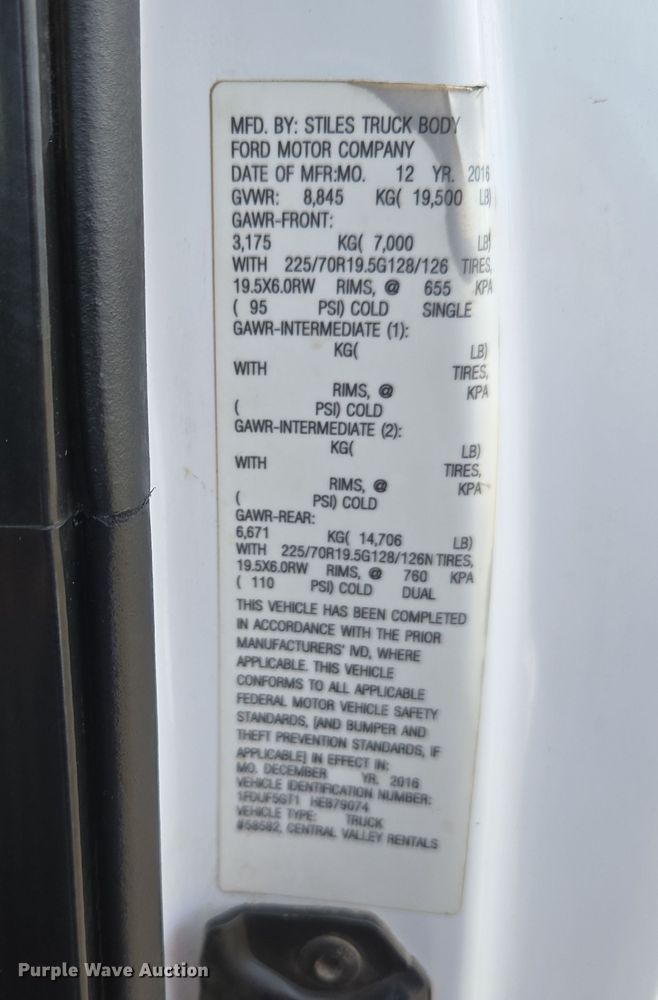 MFD. BY: STILES TRUCK BODY
FORD MOTOR COMPANY
DATE OF MFR:MO. 12 YR. 2016
GVWR: 8,845 KG( 19,500 LB)
GAWR-FRONT:
3,175 KG( 7,000 LB)
WITH 225/70R19.5G128/126 TIRES,
19.5X6.0RW RIMS, @ 655 KPA
( 95 PSI) COLD SINGLE
GAWR-INTERMEDIATE (1):
KG( LB)
WITH TIRES,
RIMS, @ KPA
( PSI) COLD
GAWR-INTERMEDIATE (2):
KG( LB)
WITH TIRES,
RIMS, @ KPA
( PSI) COLD
GAWR-REAR:
6,671 KG( 14,706 LB)
WITH 225/70R19.5G128/126N TIRES,
19.5X6.0RW RIMS, @ 760 KPA
( 110 PSI) COLD DUAL
THIS VEHICLE HAS BEEN COMPLETED
IN ACCORDANCE WITH THE PRIOR
MANUFACTURERS' IVD, WHERE
APPLICABLE. THIS VEHICLE
CONFORMS TO ALL APPLICABLE
FEDERAL MOTOR VEHICLE SAFETY
STANDARDS, [AND BUMPER AND
THEFT PREVENTION STANDARDS, IF
APPLICABLE] IN EFFECT IN:
MO. DECEMBER YR. 2016
VEHICLE IDENTIFICATION NUMBER:
1FDUF5GT1 HEB79074
VEHICLE TYPE: TRUCK
#58582, CENTRAL VALLEY RENTALS
Purple Wave Auction